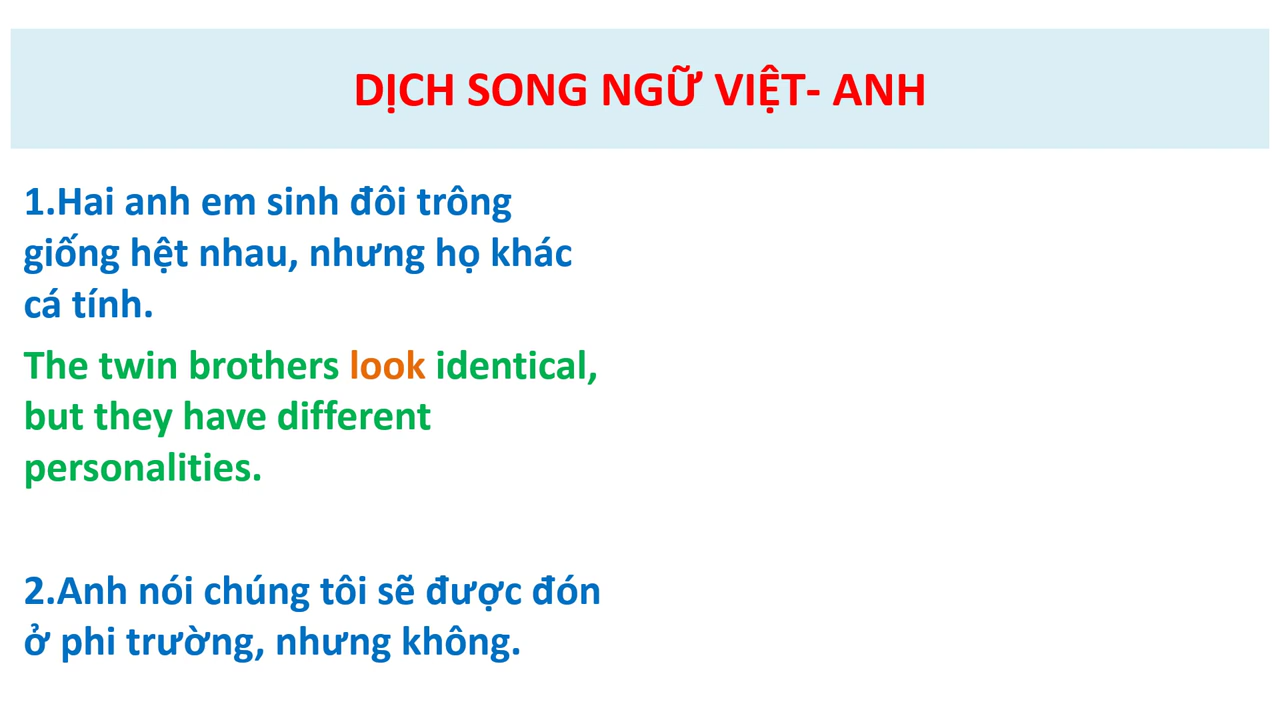 DỊCH SONG NGỮ VIỆT- ANH
1.Hai anh em sinh đôi trông
giống hệt nhau, nhưng họ khác
cá tính.
The twin brothers look identical,
but they have different
personalities.
2.Anh nói chúng tôi sẽ được đón
ở phi trường, nhưng không.